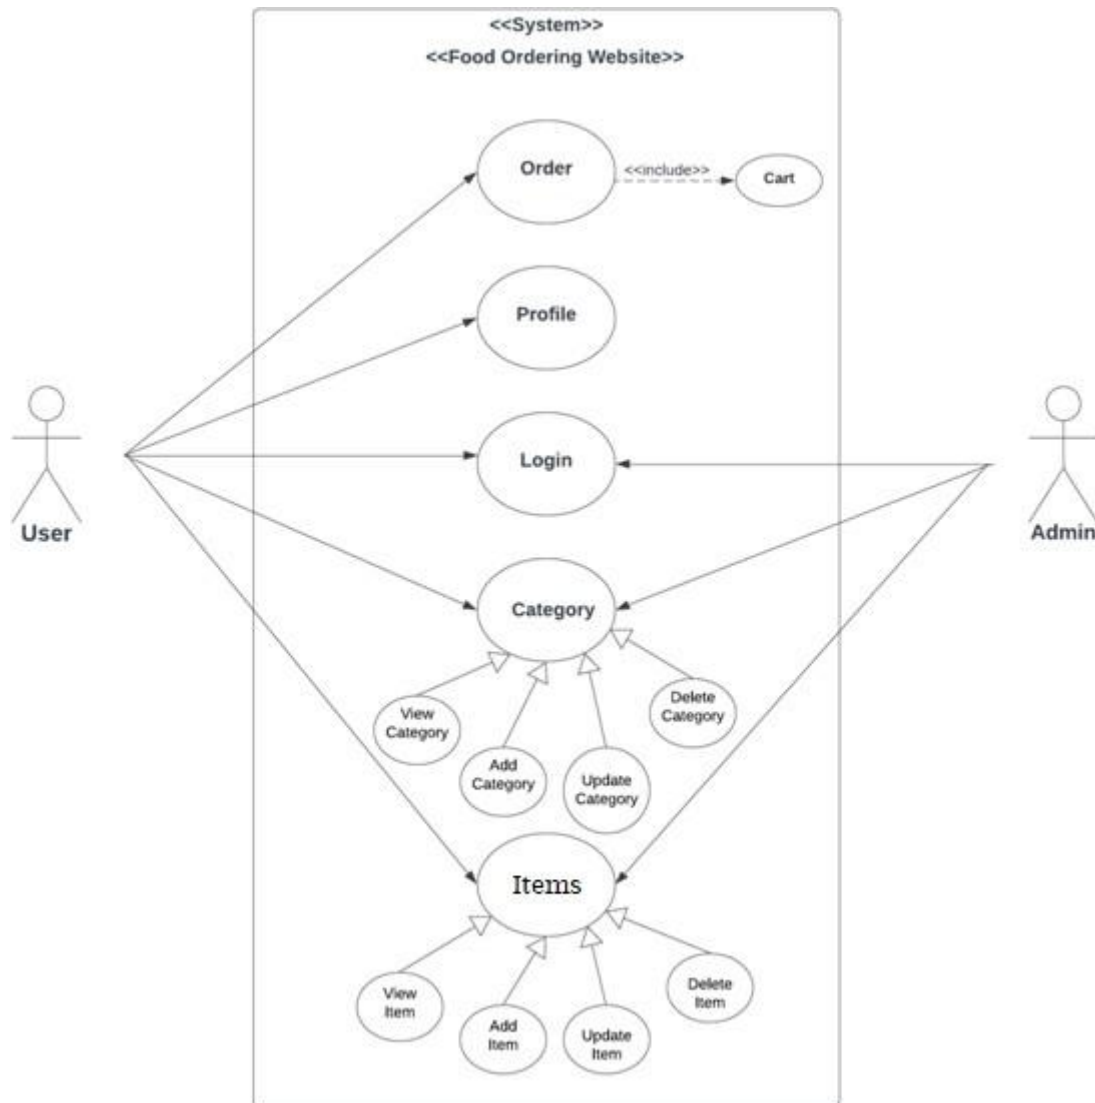 <<System>>
<<Food Ordering Website>>
Order
<<include>>
Cart
Profile
Login
User
Admin
Category
View
Category
Add
Category
Update
Category
Delete
Category
Items
View
Item
Add
Item
Update
Item
Delete
Item